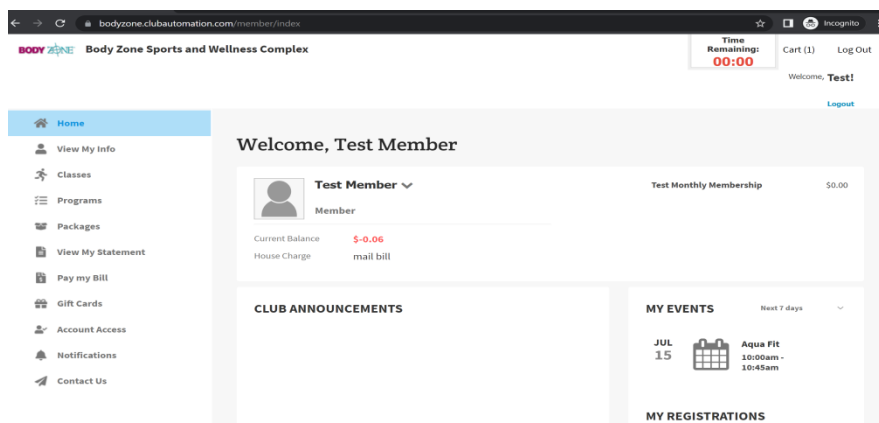 bodyzone.clubautomation.com/member/index
Incognito
BODY ZONE Body Zone Sports and Wellness Complex
Time
Remaining:
00:00
Cart (1) Log Out
Welcome, Test!
Logout
Home
View My Info
Classes
Programs
Packages
View My Statement
Pay my Bill
Gift Cards
Account Access
Notifications
Contact Us
Welcome, Test Member
Test Member
Member
Current Balance $-0.06
House Charge mail bill
Test Monthly Membership $0.00
CLUB ANNOUNCEMENTS
MY EVENTS Next 7 days
JUL
15
Aqua Fit
10:00am -
10:45am
MY REGISTRATIONS